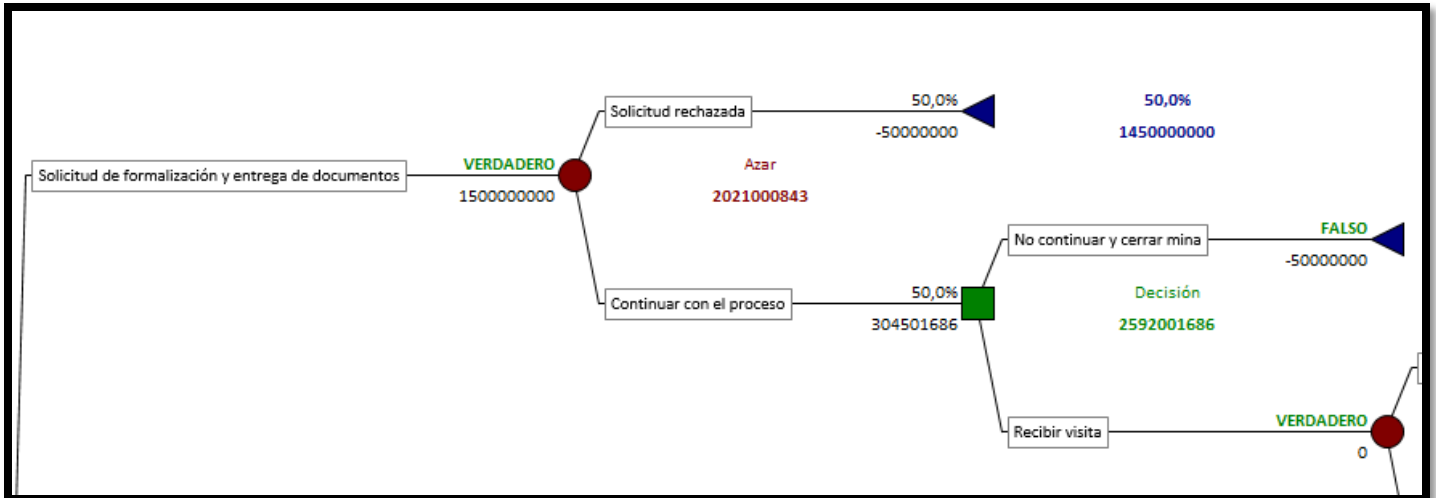 Solicitud rechazada
50,0%
-50000000
50,0%
1450000000
Solicitud de formalización y entrega de documentos
VERDADERO
1500000000
Azar
2021000843
No continuar y cerrar mina
FALSO
-50000000
Continuar con el proceso
50,0%
304501686
Decisión
2592001686
Recibir visita
VERDADERO
0